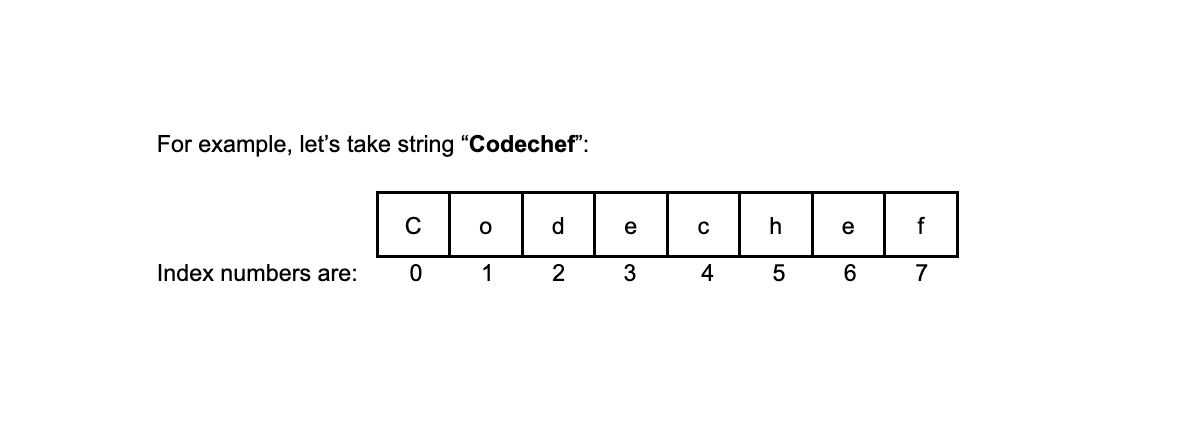 For example, let’s take string “Codechef”:
C o d e c h e f
Index numbers are: 0 1 2 3 4 5 6 7